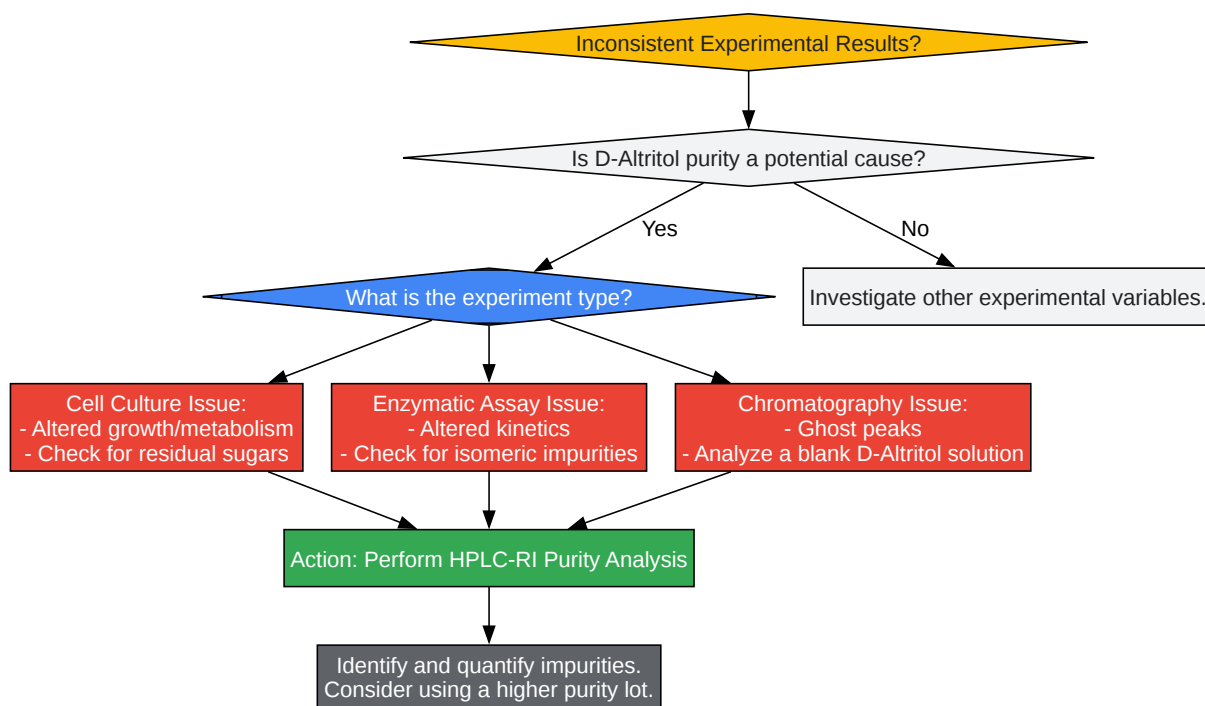 Inconsistent Experimental Results?
Is D-Altritol purity a potential cause?
Yes
No
What is the experiment type?
Investigate other experimental variables.
Cell Culture Issue:
- Altered growth/metabolism
- Check for residual sugars
Enzymatic Assay Issue:
- Altered kinetics
- Check for isomeric impurities
Chromatography Issue:
- Ghost peaks
- Analyze a blank D-Altritol solution
Action: Perform HPLC-RI Purity Analysis
Identify and quantify impurities.
Consider using a higher purity lot.